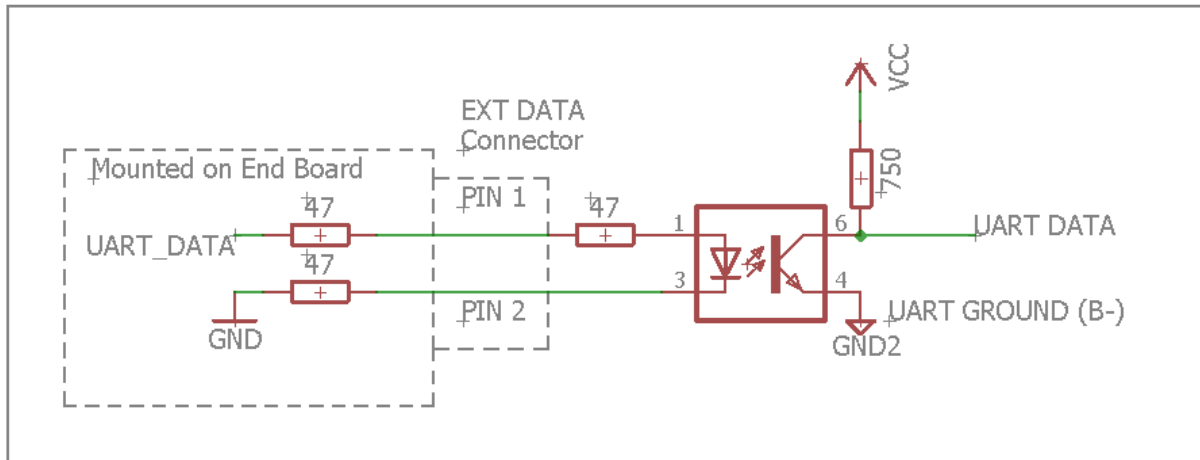 VCC
EXT DATA
Connector
Mounted on End Board
750
PIN 1
47
47
1
6
UART_DATA
UART DATA
47
3
4
PIN 2
UART GROUND (B-)
GND
GND2